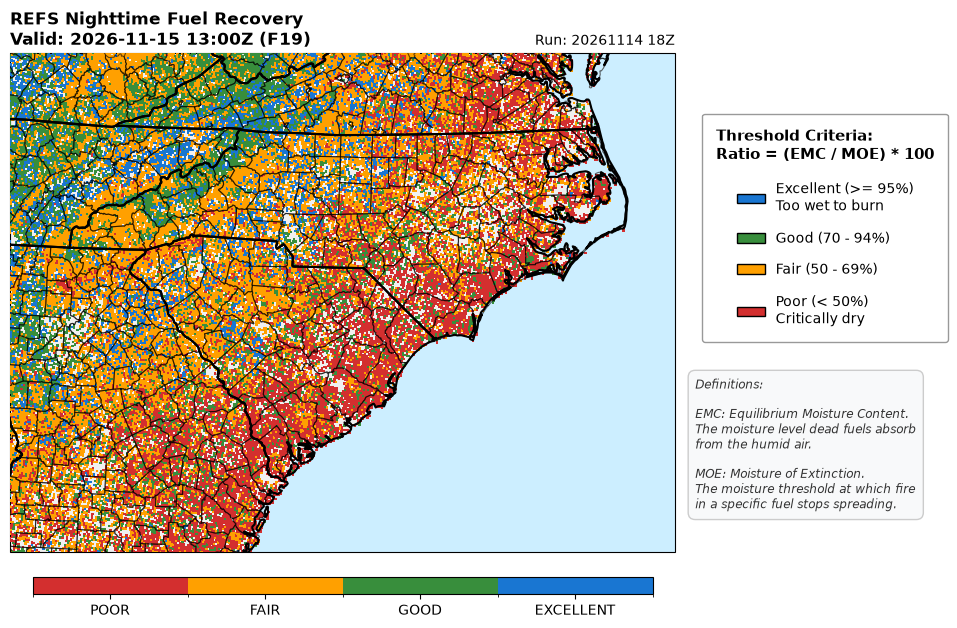 REFS Nighttime Fuel Recovery
Valid: 2026-11-15 13:00Z (F19)
Run: 20261114 18Z
Threshold Criteria:
Ratio = (EMC / MOE) * 100
Excellent (>= 95%)
Too wet to burn
Good (70 - 94%)
Fair (50 - 69%)
Poor (< 50%)
Critically dry
Definitions:
EMC: Equilibrium Moisture Content.
The moisture level dead fuels absorb
from the humid air.
MOE: Moisture of Extinction.
The moisture threshold at which fire
in a specific fuel stops spreading.
POOR FAIR GOOD EXCELLENT